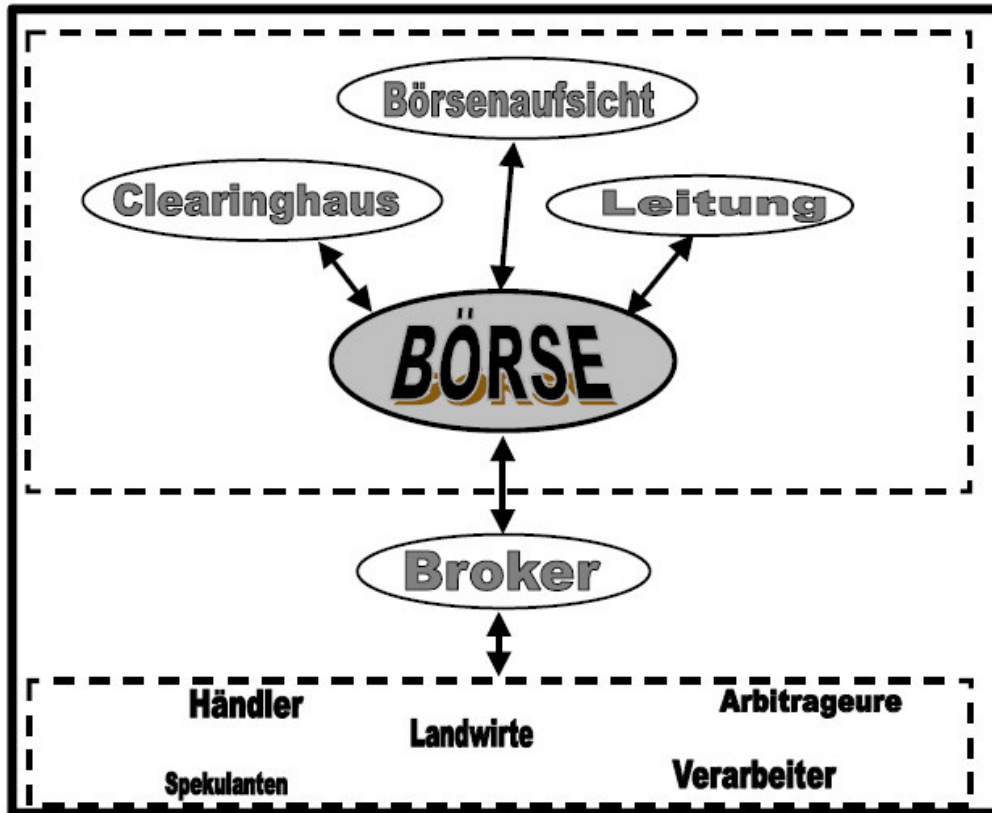 Börsenaufsicht
Clearinghaus
Leitung
BÖRSE
Broker
Händler
Arbitrageure
Landwirte
Spekulanten
Verarbeiter